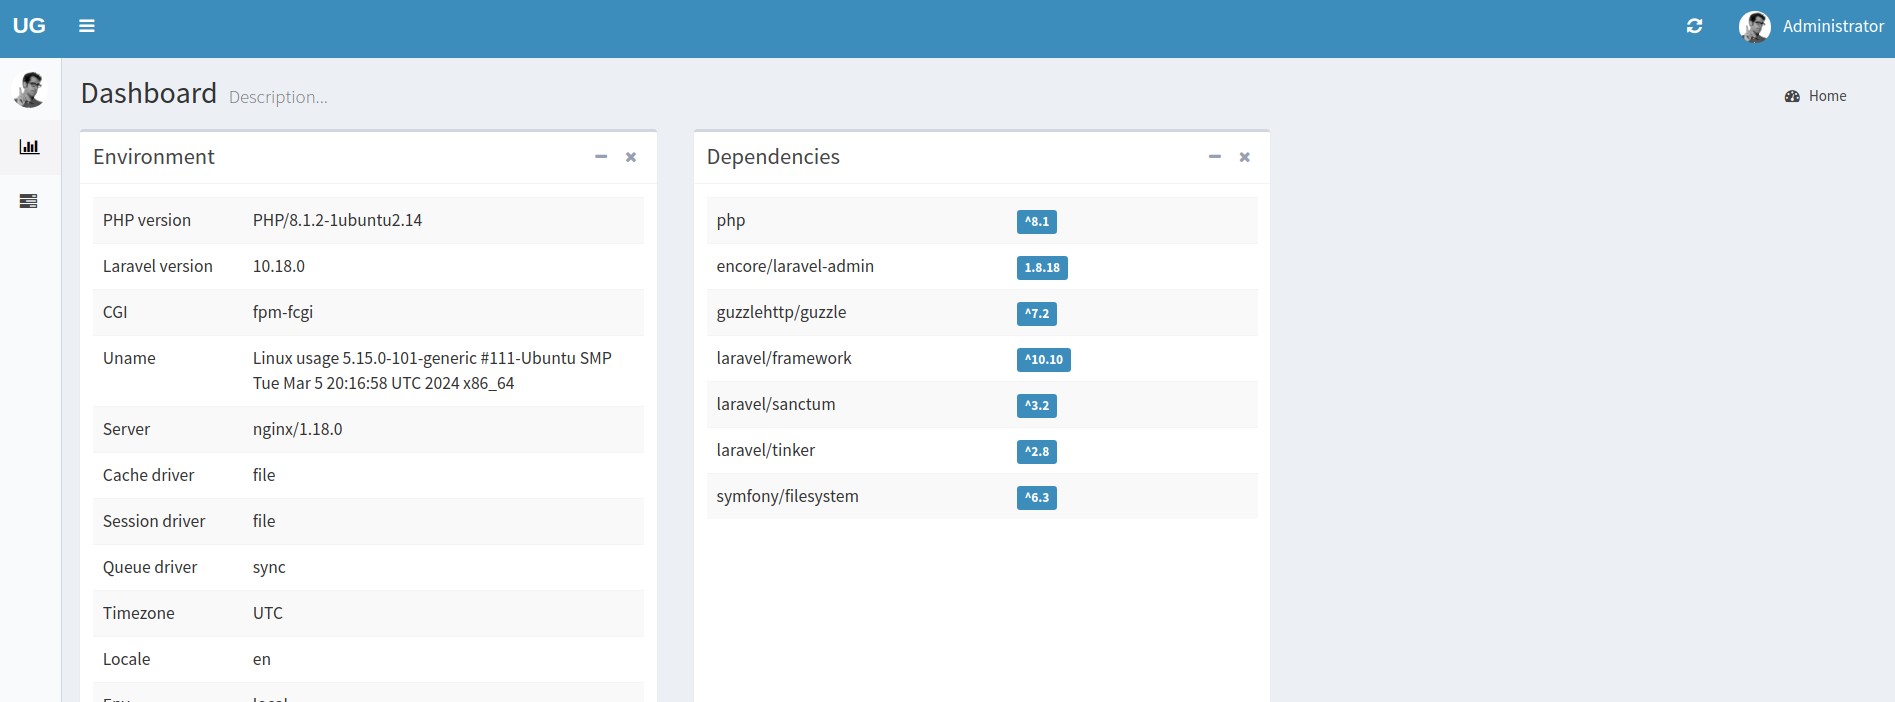 UG
Administrator
Dashboard Description...
Home
Environment
PHP version PHP/8.1.2-1ubuntu2.14
Laravel version 10.18.0
CGI fpm-fcgi
Uname Linux usage 5.15.0-101-generic #111-Ubuntu SMP
Tue Mar 5 20:16:58 UTC 2024 x86_64
Server nginx/1.18.0
Cache driver file
Session driver file
Queue driver sync
Timezone UTC
Locale en
Dependencies
php ^8.1
encore/laravel-admin 1.8.18
guzzlehttp/guzzle ^7.2
laravel/framework ^10.10
laravel/sanctum ^3.2
laravel/tinker ^2.8
symfony/filesystem ^6.3